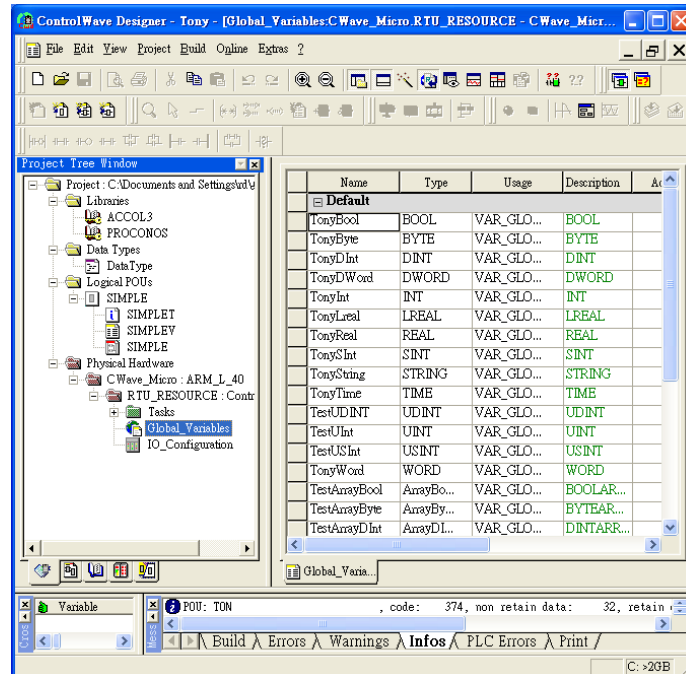 ControlWave Designer - Tony - [Global_Variables:CWave_Micro.RTU_RESOURCE - CWave_Micr...
File Edit View Project Build Online Extras ?
Project Tree Window
Project : C:\Documents and Settings\rd\
Libraries
ACCOL3
PROCONOS
Data Types
DataType
Logical POUs
SIMPLE
SIMPLET
SIMPLEV
SIMPLE
Physical Hardware
CWave_Micro : ARM_L_40
RTU_RESOURCE : Contr
Tasks
Global_Variables
IO_Configuration
Name Type Usage Description
Default
TonyBool BOOL VAR_GLO... BOOL
TonyByte BYTE VAR_GLO... BYTE
TonyDInt DINT VAR_GLO... DINT
TonyDWord DWORD VAR_GLO... DWORD
TonyInt INT VAR_GLO... INT
TonyLreal LREAL VAR_GLO... LREAL
TonyReal REAL VAR_GLO... REAL
TonySInt SINT VAR_GLO... SINT
TonyString STRING VAR_GLO... STRING
TonyTime TIME VAR_GLO... TIME
TestUDINT UDINT VAR_GLO... UDINT
TestUInt UINT VAR_GLO... UINT
TestUSInt USINT VAR_GLO... USINT
TonyWord WORD VAR_GLO... WORD
TestArrayBool ArrayBo... VAR_GLO... BOOLAR...
TestArrayByte ArrayBy... VAR_GLO... BYTEAR...
TestArrayDInt ArrayDI... VAR_GLO... DINTARR...
Global_Varia...
Variable
Cros
Mess
POU: TON , code: 374, non retain data: 32, retain
Build Errors Warnings Infos PLC Errors Print
C: >2GB